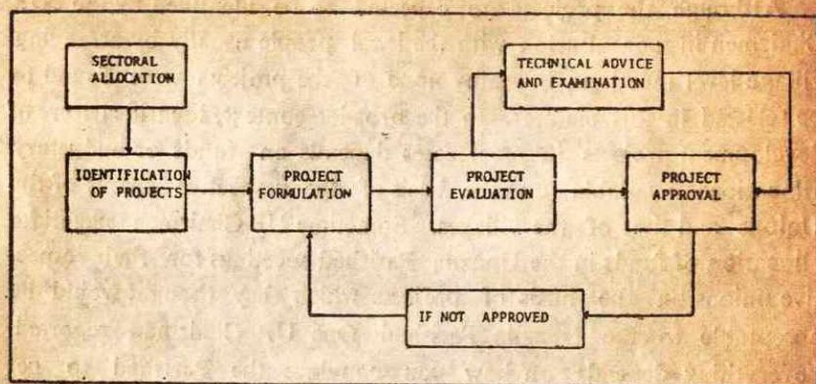 SECTORAL
ALLOCATION
TECHNICAL ADVICE
AND EXAMINATION
IDENTIFICATION
OF PROJECTS
PROJECT
FORMULATION
PROJECT
EVALUATION
PROJECT
APPROVAL
IF NOT APPROVED